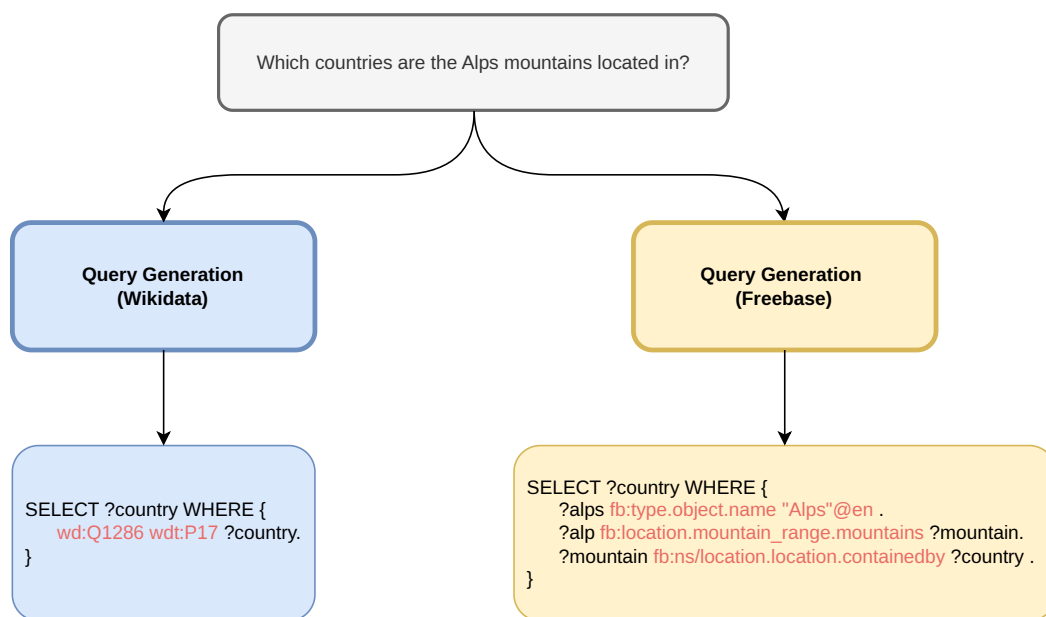 Which countries are the Alps mountains located in?
Query Generation
(Wikidata)
Query Generation
(Freebase)
SELECT ?country WHERE {
wd:Q1286 wdt:P17 ?country.
}
SELECT ?country WHERE {
?alps fb:type.object.name "Alps"@en .
?alp fb:location.mountain_range.mountains ?mountain.
?mountain fb:ns/location.location.containedby ?country .
}